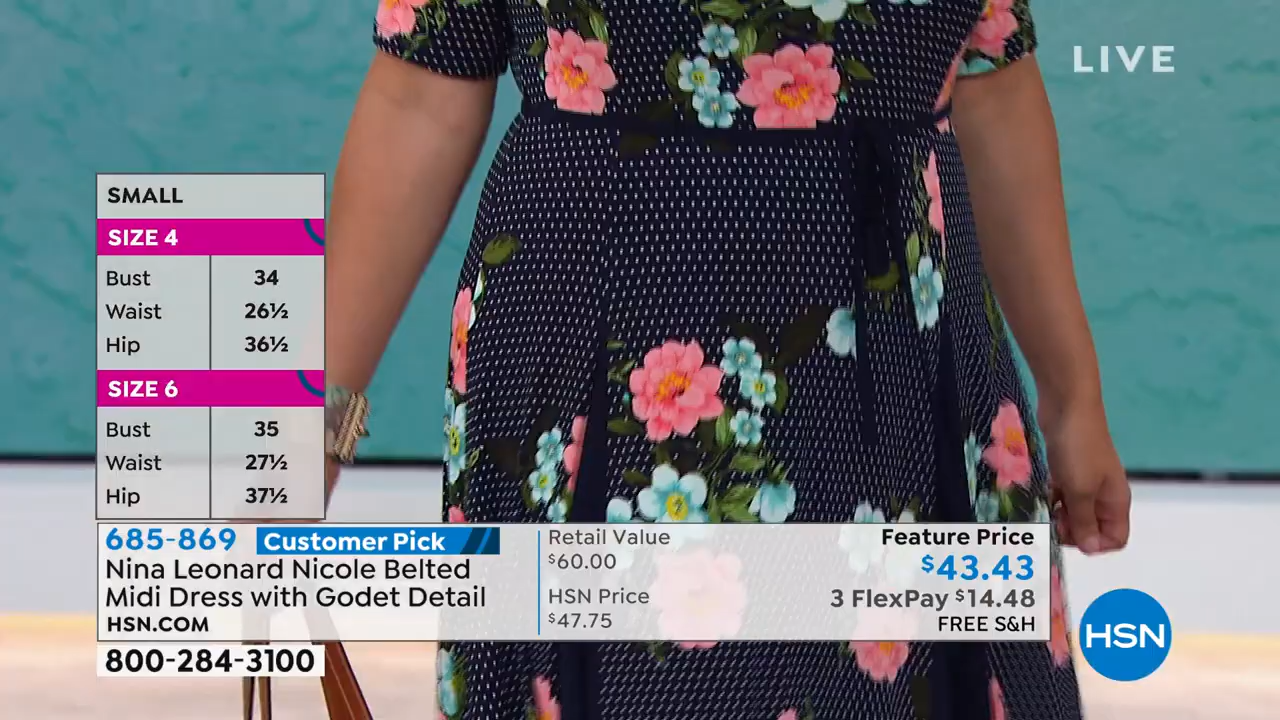 LIVE
SMALL
SIZE 4
Bust 34
Waist 26½
Hip 36½
SIZE 6
Bust 35
Waist 27½
Hip 37½
685-869 Customer Pick
Nina Leonard Nicole Belted
Midi Dress with Godet Detail
HSN.COM
Retail Value
$60.00
HSN Price
$47.75
Feature Price
$43.43
3 FlexPay $14.48
FREE S&H
800-284-3100
HSN